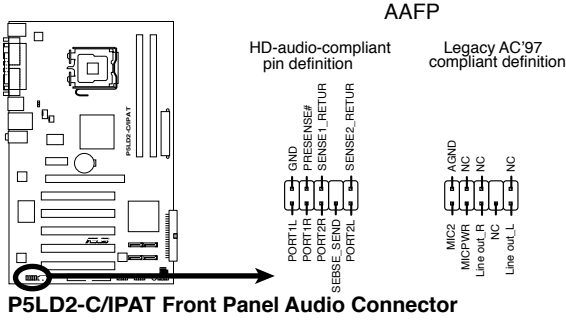 AAFP
HD-audio-compliant
pin definition
Legacy AC'97
compliant definition
GND
PRESENSE#
SENSE1_RETUR
SENSE2_RETUR
PORT1L
PORT1R
PORT2R
SEBSE_SEND
PORT2L
AGND
NC
NC
NC
MIC2
MICPWR
Line out_R
NC
Line out_L
P5LD2-C/IPAT
ASUS
P5LD2-C/IPAT Front Panel Audio Connector